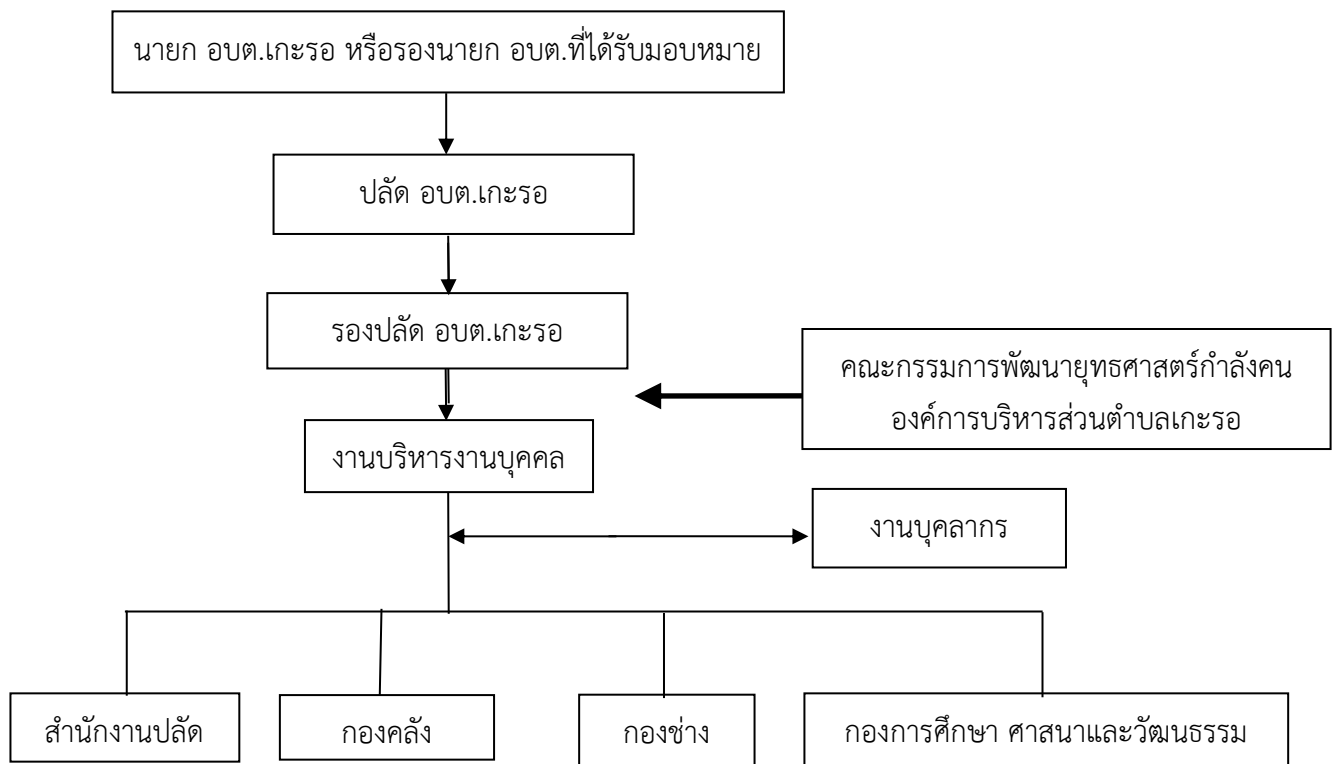 นายก อบต.เกะรอ หรือรองนายก อบต.ที่ได้รับมอบหมาย
ปลัด อบต.เกะรอ
รองปลัด อบต.เกะรอ
คณะกรรมการพัฒนายุทธศาสตร์กำลังคน
องค์การบริหารส่วนตำบลเกะรอ
งานบริหารงานบุคคล
งานบุคลากร
สำนักงานปลัด
กองคลัง
กองช่าง
กองการศึกษา ศาสนาและวัฒนธรรม